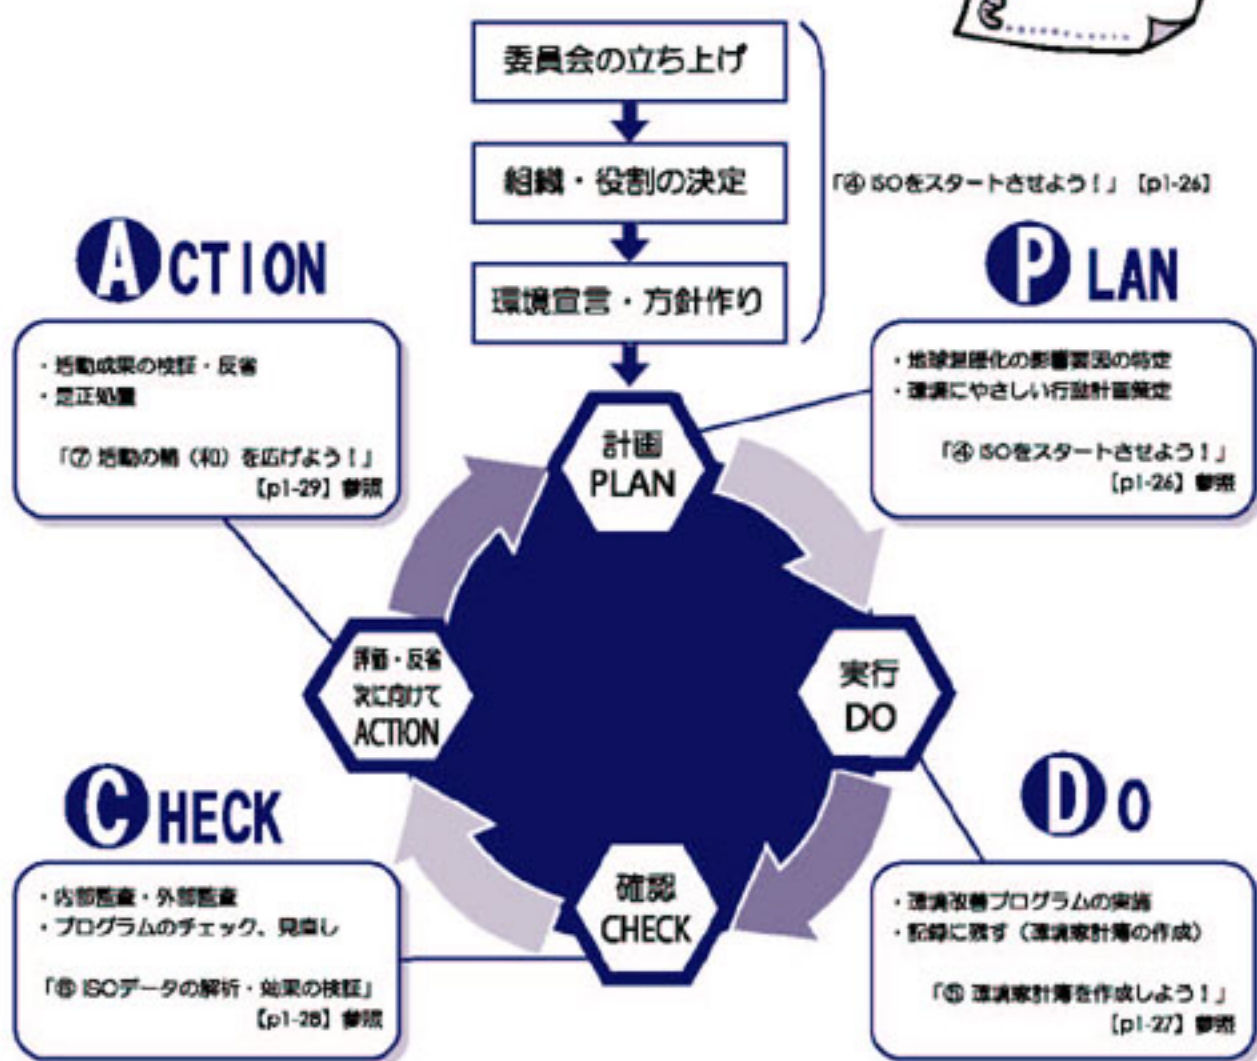 委員会の立ち上げ
組織・役割の決定
「④ ISOをスタートさせよう！」【p1-26】
環境宣言・方針作り
ACTION
・活動成果の検証・反省
・是正処置
「⑦ 活動の輪（和）を広げよう！」
【p1-29】参照
PLAN
・地球温暖化の影響要因の特定
・環境にやさしい行動計画策定
「④ ISOをスタートさせよう！」
【p1-26】参照
計画
PLAN
評価・反省
次に向けて
ACTION
実行
DO
確認
CHECK
CHECK
・内部監査・外部監査
・プログラムのチェック、見直し
「⑥ ISOデータの解析・効果の検証」
【p1-28】参照
DO
・環境改善プログラムの実施
・記録に残す（環境家計簿の作成）
「⑤ 環境家計簿を作成しよう！」
【p1-27】参照